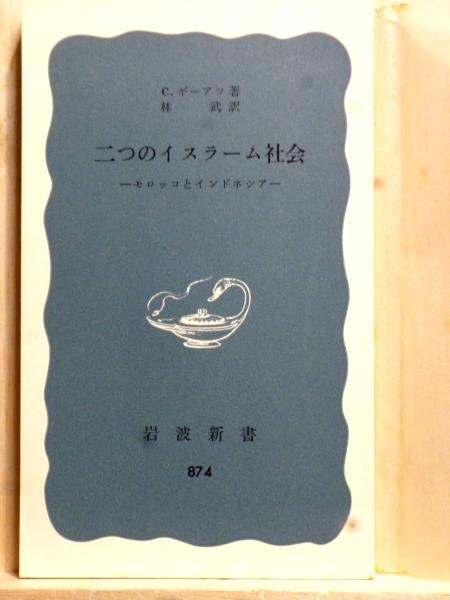 C. ギーアツ 著
林 武 訳
二つのイスラーム社会
―モロッコとインドネシア―
岩波新書
874